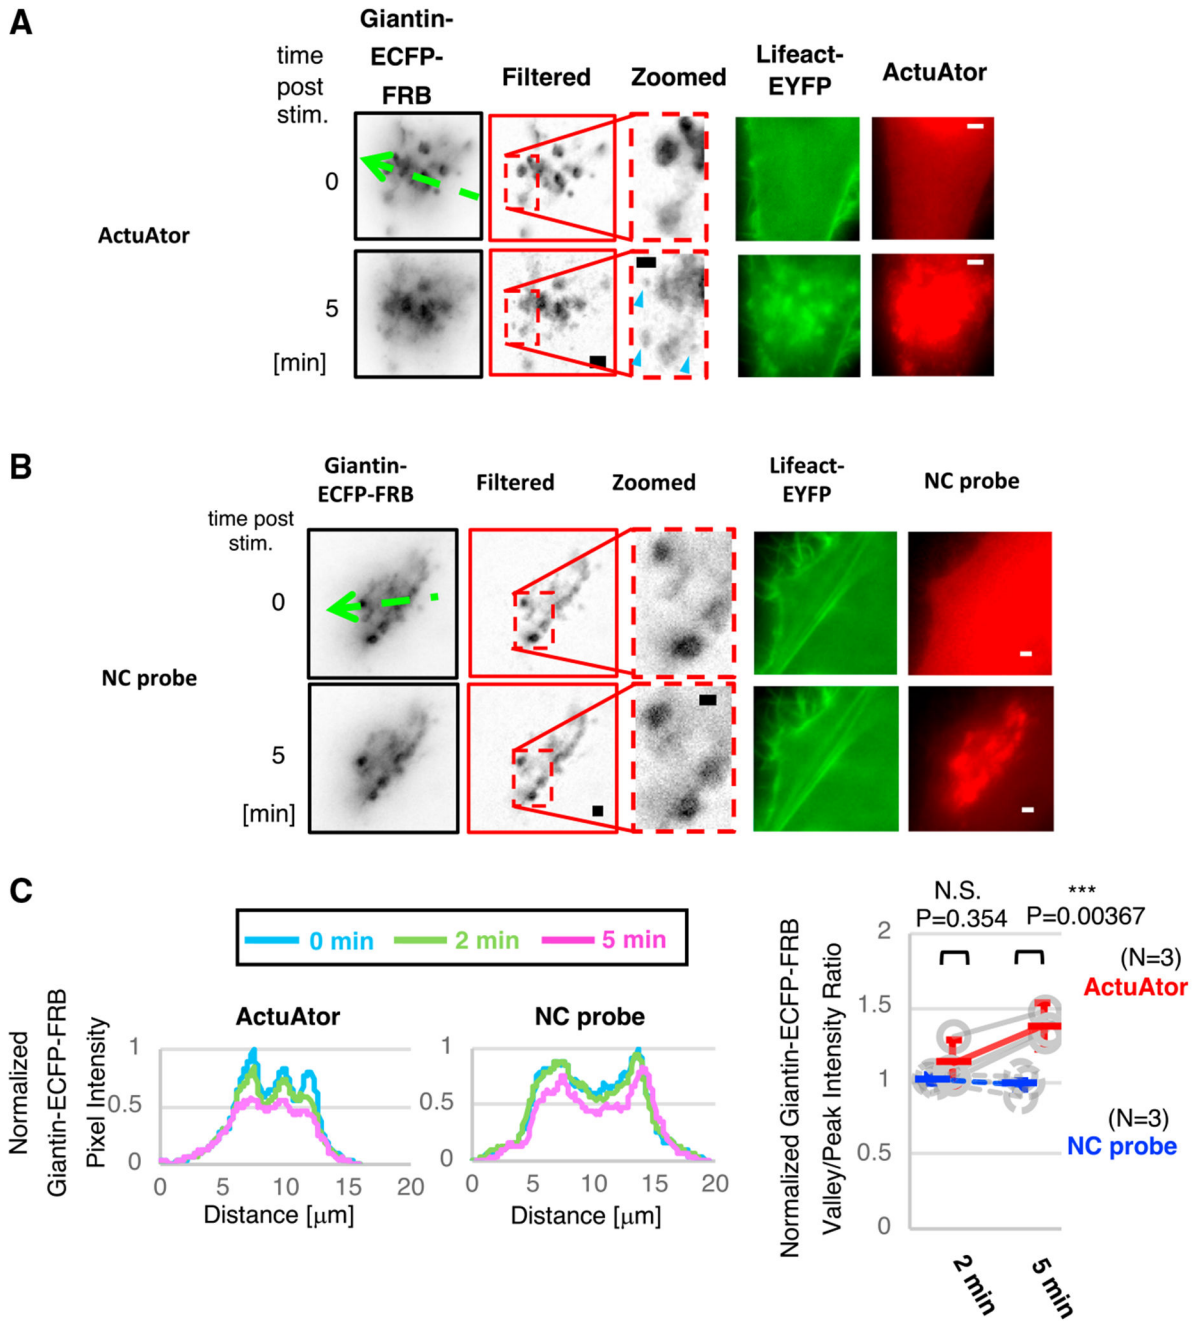 A
time
post
stim.
Giantin-
ECFP-
FRB
Filtered
Zoomed
Lifeact-
EYFP
ActuAtor
0
ActuAtor
5
[min]
B
Giantin-
ECFP-FRB
Filtered
Zoomed
Lifeact-
EYFP
NC probe
time post
stim.
0
NC probe
5
[min]
C
0 min
2 min
5 min
Normalized
Giantin-ECFP-FRB
Pixel Intensity
ActuAtor
1
0.5
0
0
5
10
15
20
Distance [μm]
NC probe
1
0.5
0
0
5
10
15
20
Distance [μm]
Normalized Giantin-ECFP-FRB
Valley/Peak Intensity Ratio
N.S.
P=0.354
***
P=0.00367
2
1.5
1
0.5
0
(N=3)
ActuAtor
(N=3)
NC probe
2 min
5 min